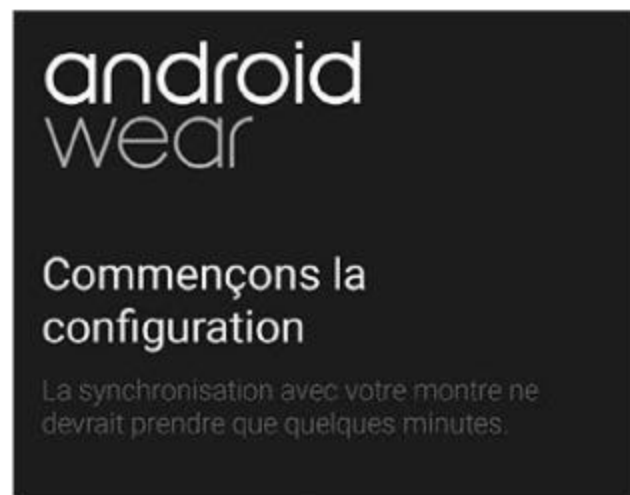 android
wear
Commençons la
configuration
La synchronisation avec votre montre ne
devrait prendre que quelques minutes.